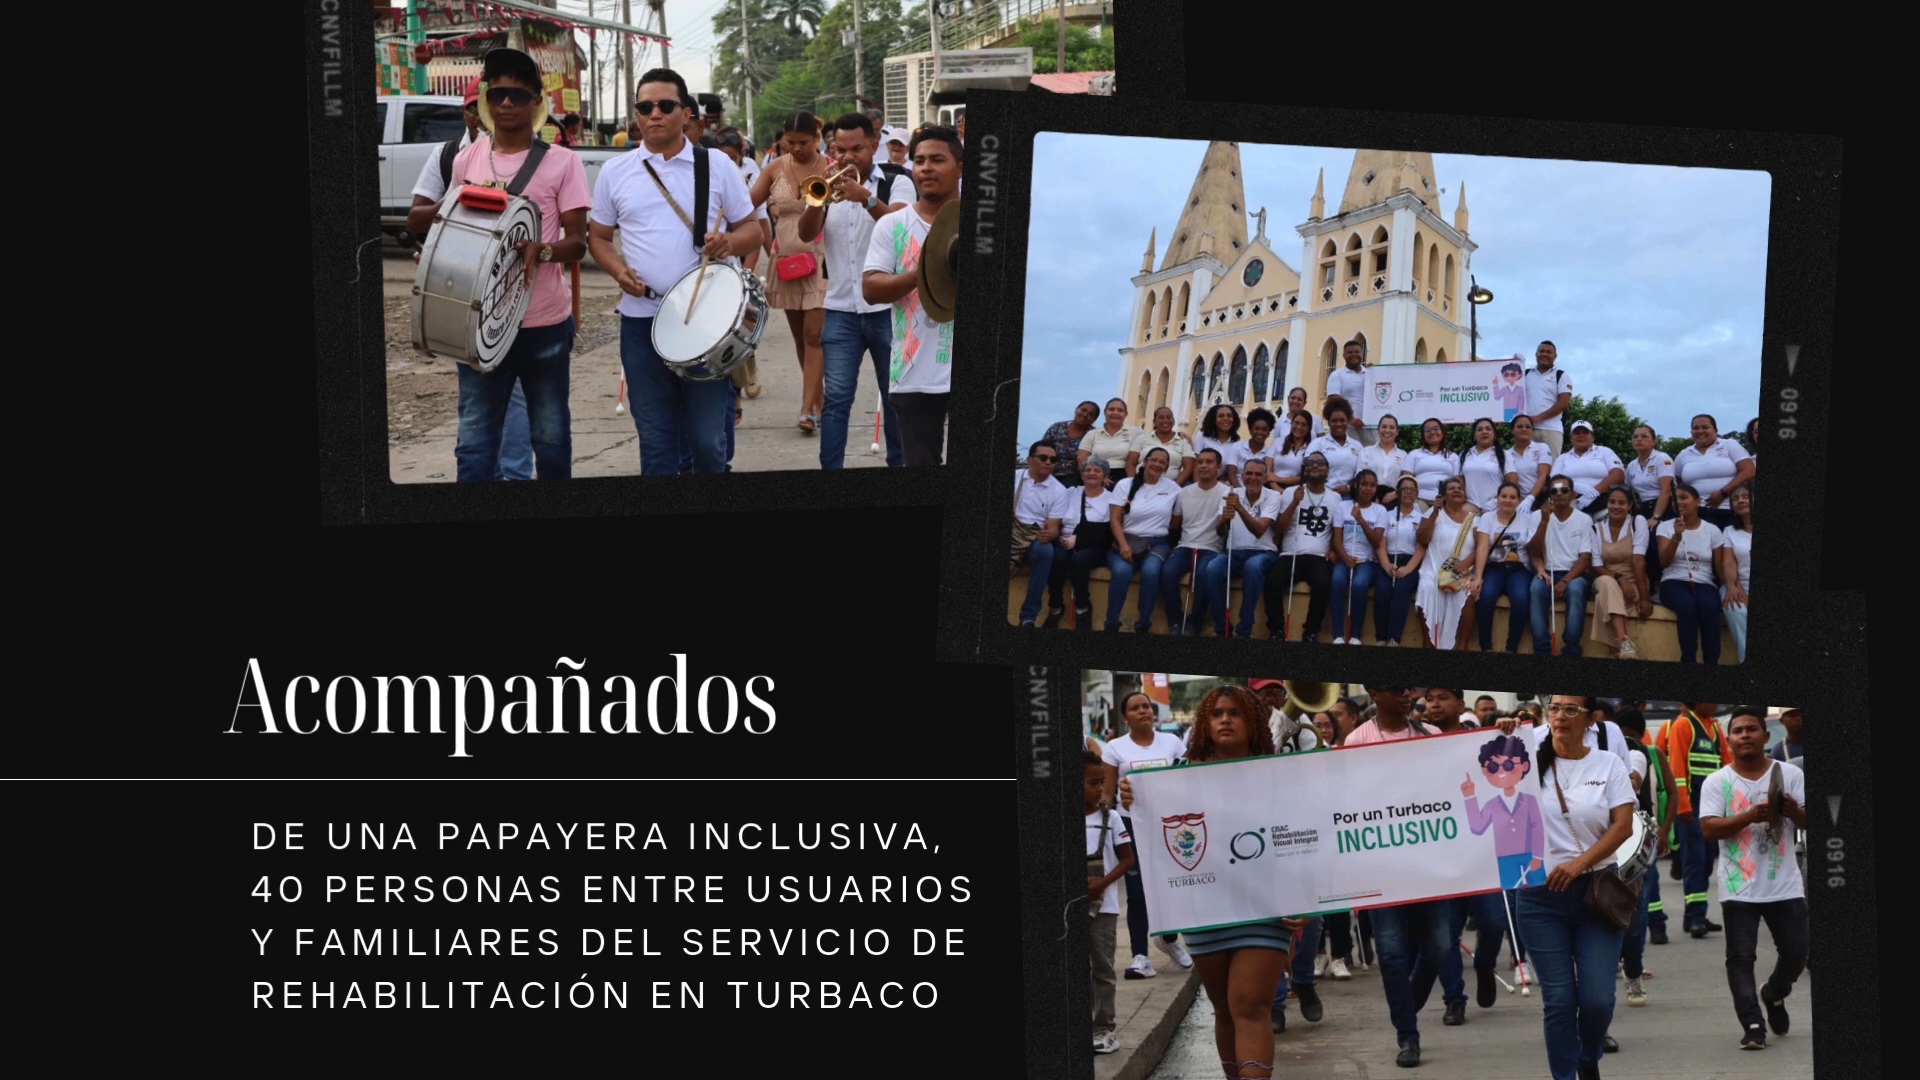 CNVFILLM
CNVFILLM
Por un Turbaco
INCLUSIVO
0916
Acompañados
DE UNA PAPAYERA INCLUSIVA,
40 PERSONAS ENTRE USUARIOS
Y FAMILIARES DEL SERVICIO DE
REHABILITACIÓN EN TURBACO
CNVFILLM
TURBACO
CRAC
Rehabilitación
Visual Integral
Por un Turbaco
INCLUSIVO
0916